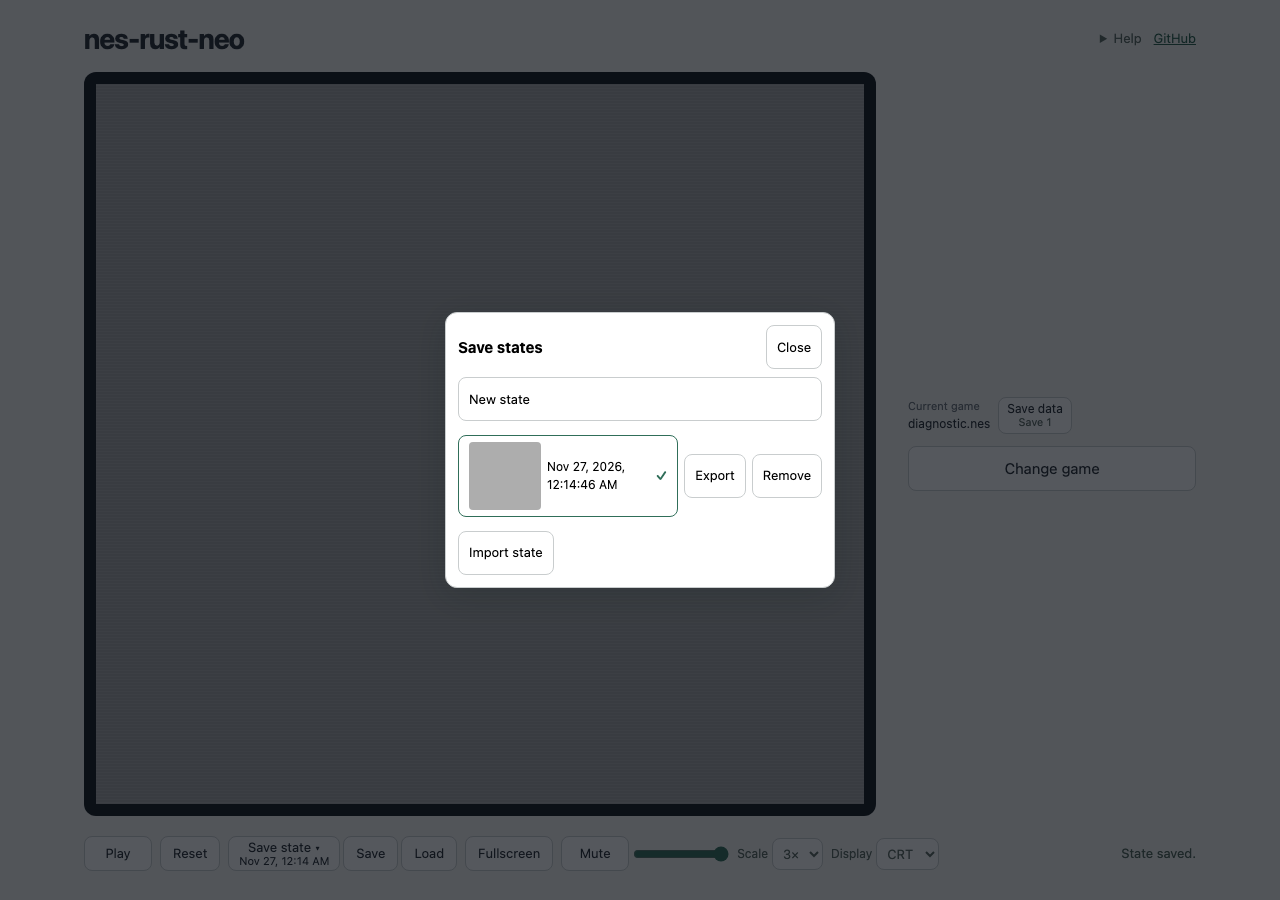 nes-rust-neo
▶ Help GitHub
Save states
Close
New state
Nov 27, 2026,
12:14:46 AM
✓
Export
Remove
Import state
Current game
diagnostic.nes
Save data
Save 1
Change game
Play
Reset
Save state ▾
Nov 27, 12:14 AM
Save
Load
Fullscreen
Mute
Scale
3×
Display
CRT
State saved.